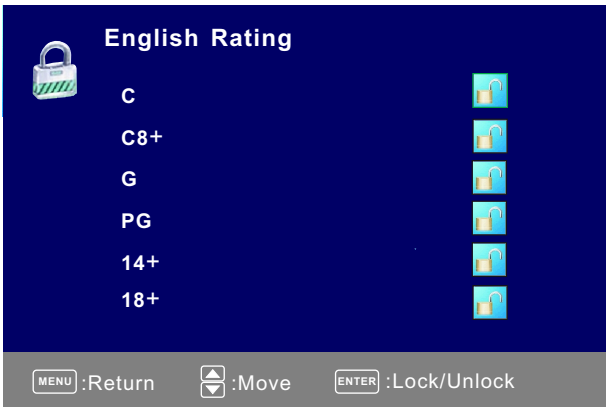 English Rating
C
C8+
G
PG
14+
18+
MENU :Return :Move ENTER :Lock/Unlock